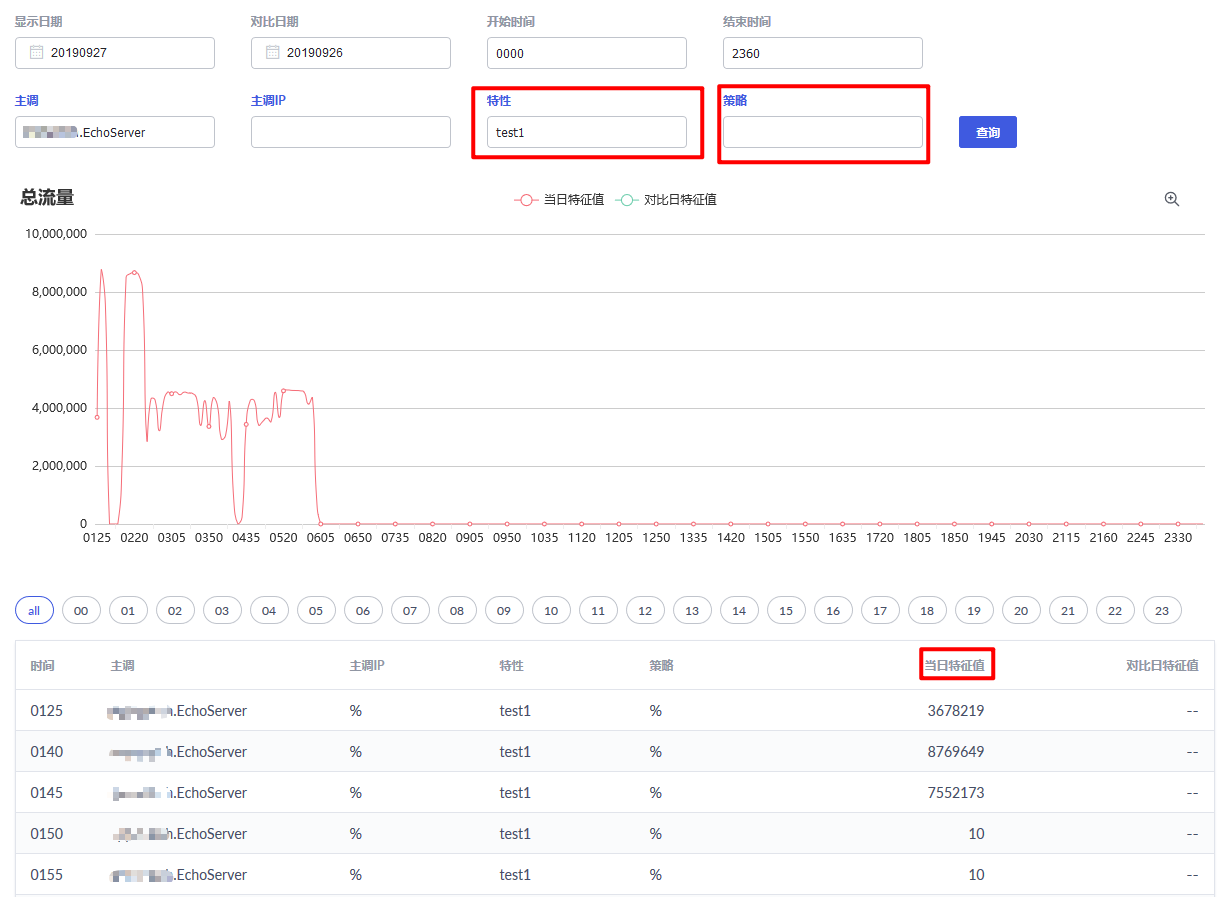 显示日期 对比日期 开始时间 结束时间
20190927 20190926 0000 2360
主调 主调IP 特性 策略
.EchoServer test1 查询
总流量 当日特征值 对比日特征值
10,000,000
8,000,000
6,000,000
4,000,000
2,000,000
0
0125 0220 0305 0350 0435 0520 0605 0650 0735 0820 0905 0950 1035 1120 1205 1250 1335 1420 1505 1550 1635 1720 1805 1850 1945 2030 2115 2160 2245 2330
all 00 01 02 03 04 05 06 07 08 09 10 11 12 13 14 15 16 17 18 19 20 21 22 23
时间 主调 主调IP 特性 策略 当日特征值 对比日特征值
0125 .EchoServer % test1 % 3678219 --
0140 .EchoServer % test1 % 8769649 --
0145 .EchoServer % test1 % 7552173 --
0150 .EchoServer % test1 % 10 --
0155 .EchoServer % test1 % 10 --